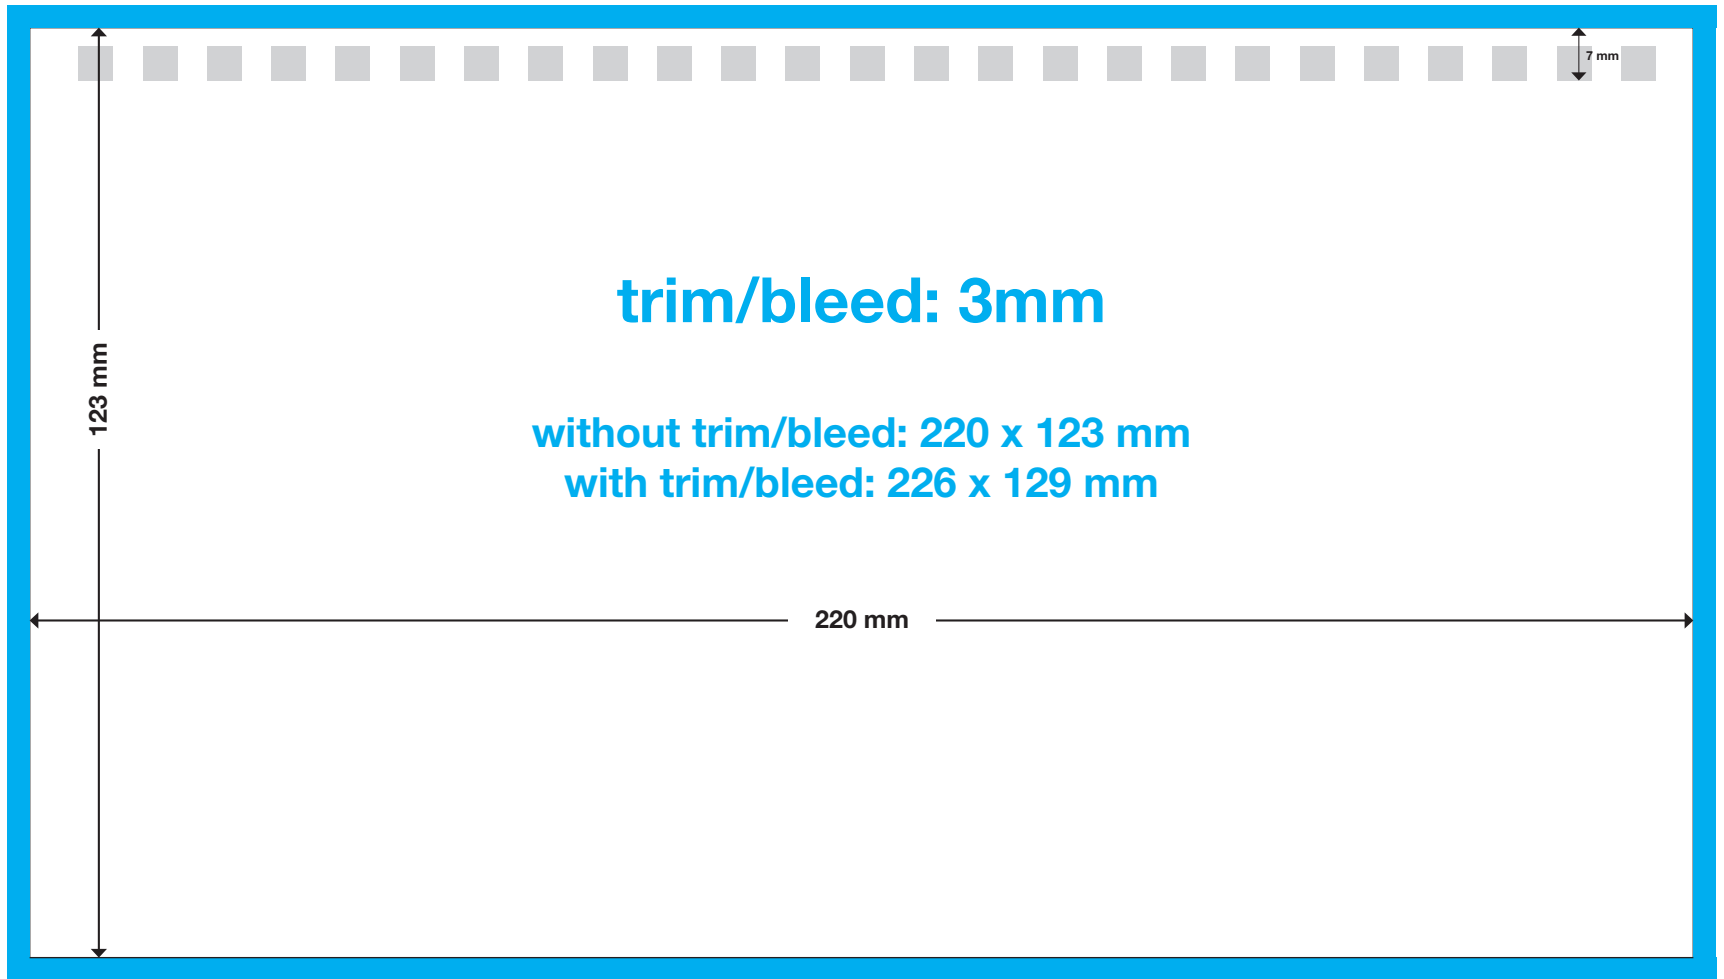 7 mm
trim/bleed: 3mm
123 mm
without trim/bleed: 220 x 123 mm
with trim/bleed: 226 x 129 mm
220 mm